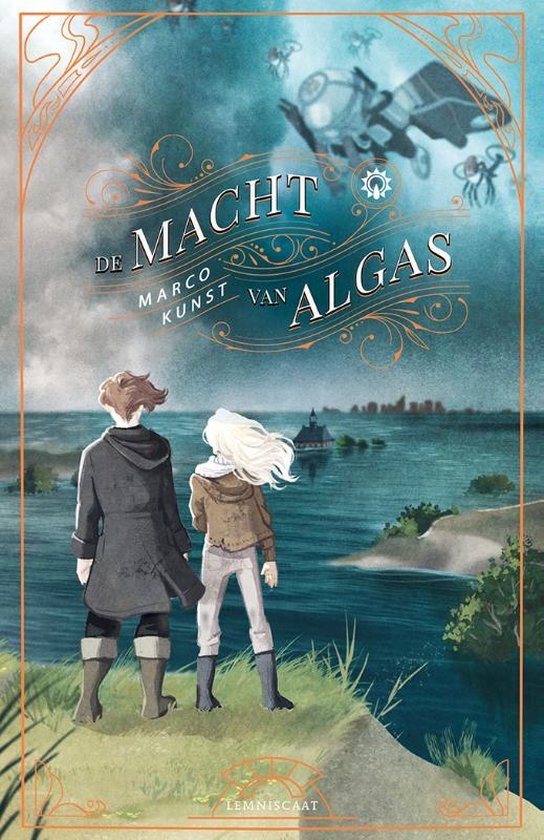 DE MACHT
MARCO
KUNST
VAN ALGAS
LEMNISCAAT